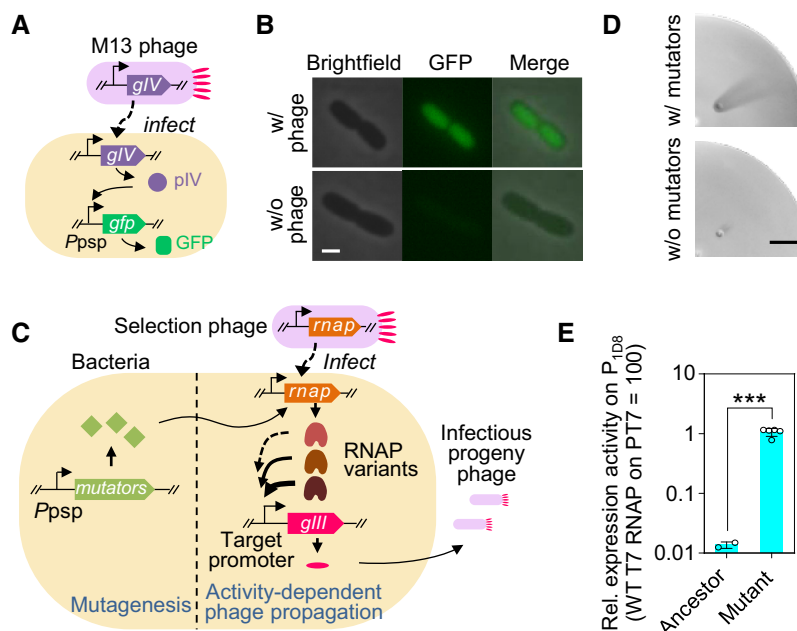 A
M13 phage
gIV
infect
gIV
pIV
gfp
Ppsp
GFP
B
Brightfield GFP Merge
w/ phage
w/o phage
C
Selection phage
rnap
Infect
Bacteria
rnap
RNAP variants
mutators
Ppsp
gIII
Target promoter
Infectious progeny phage
Mutagenesis
Activity-dependent phage propagation
D
w/ mutators
w/o mutators
E
Rel. expression activity on P1D8
(WT T7 RNAP on PT7 = 100)
10
1
0.1
0.01
***
Ancestor
Mutant